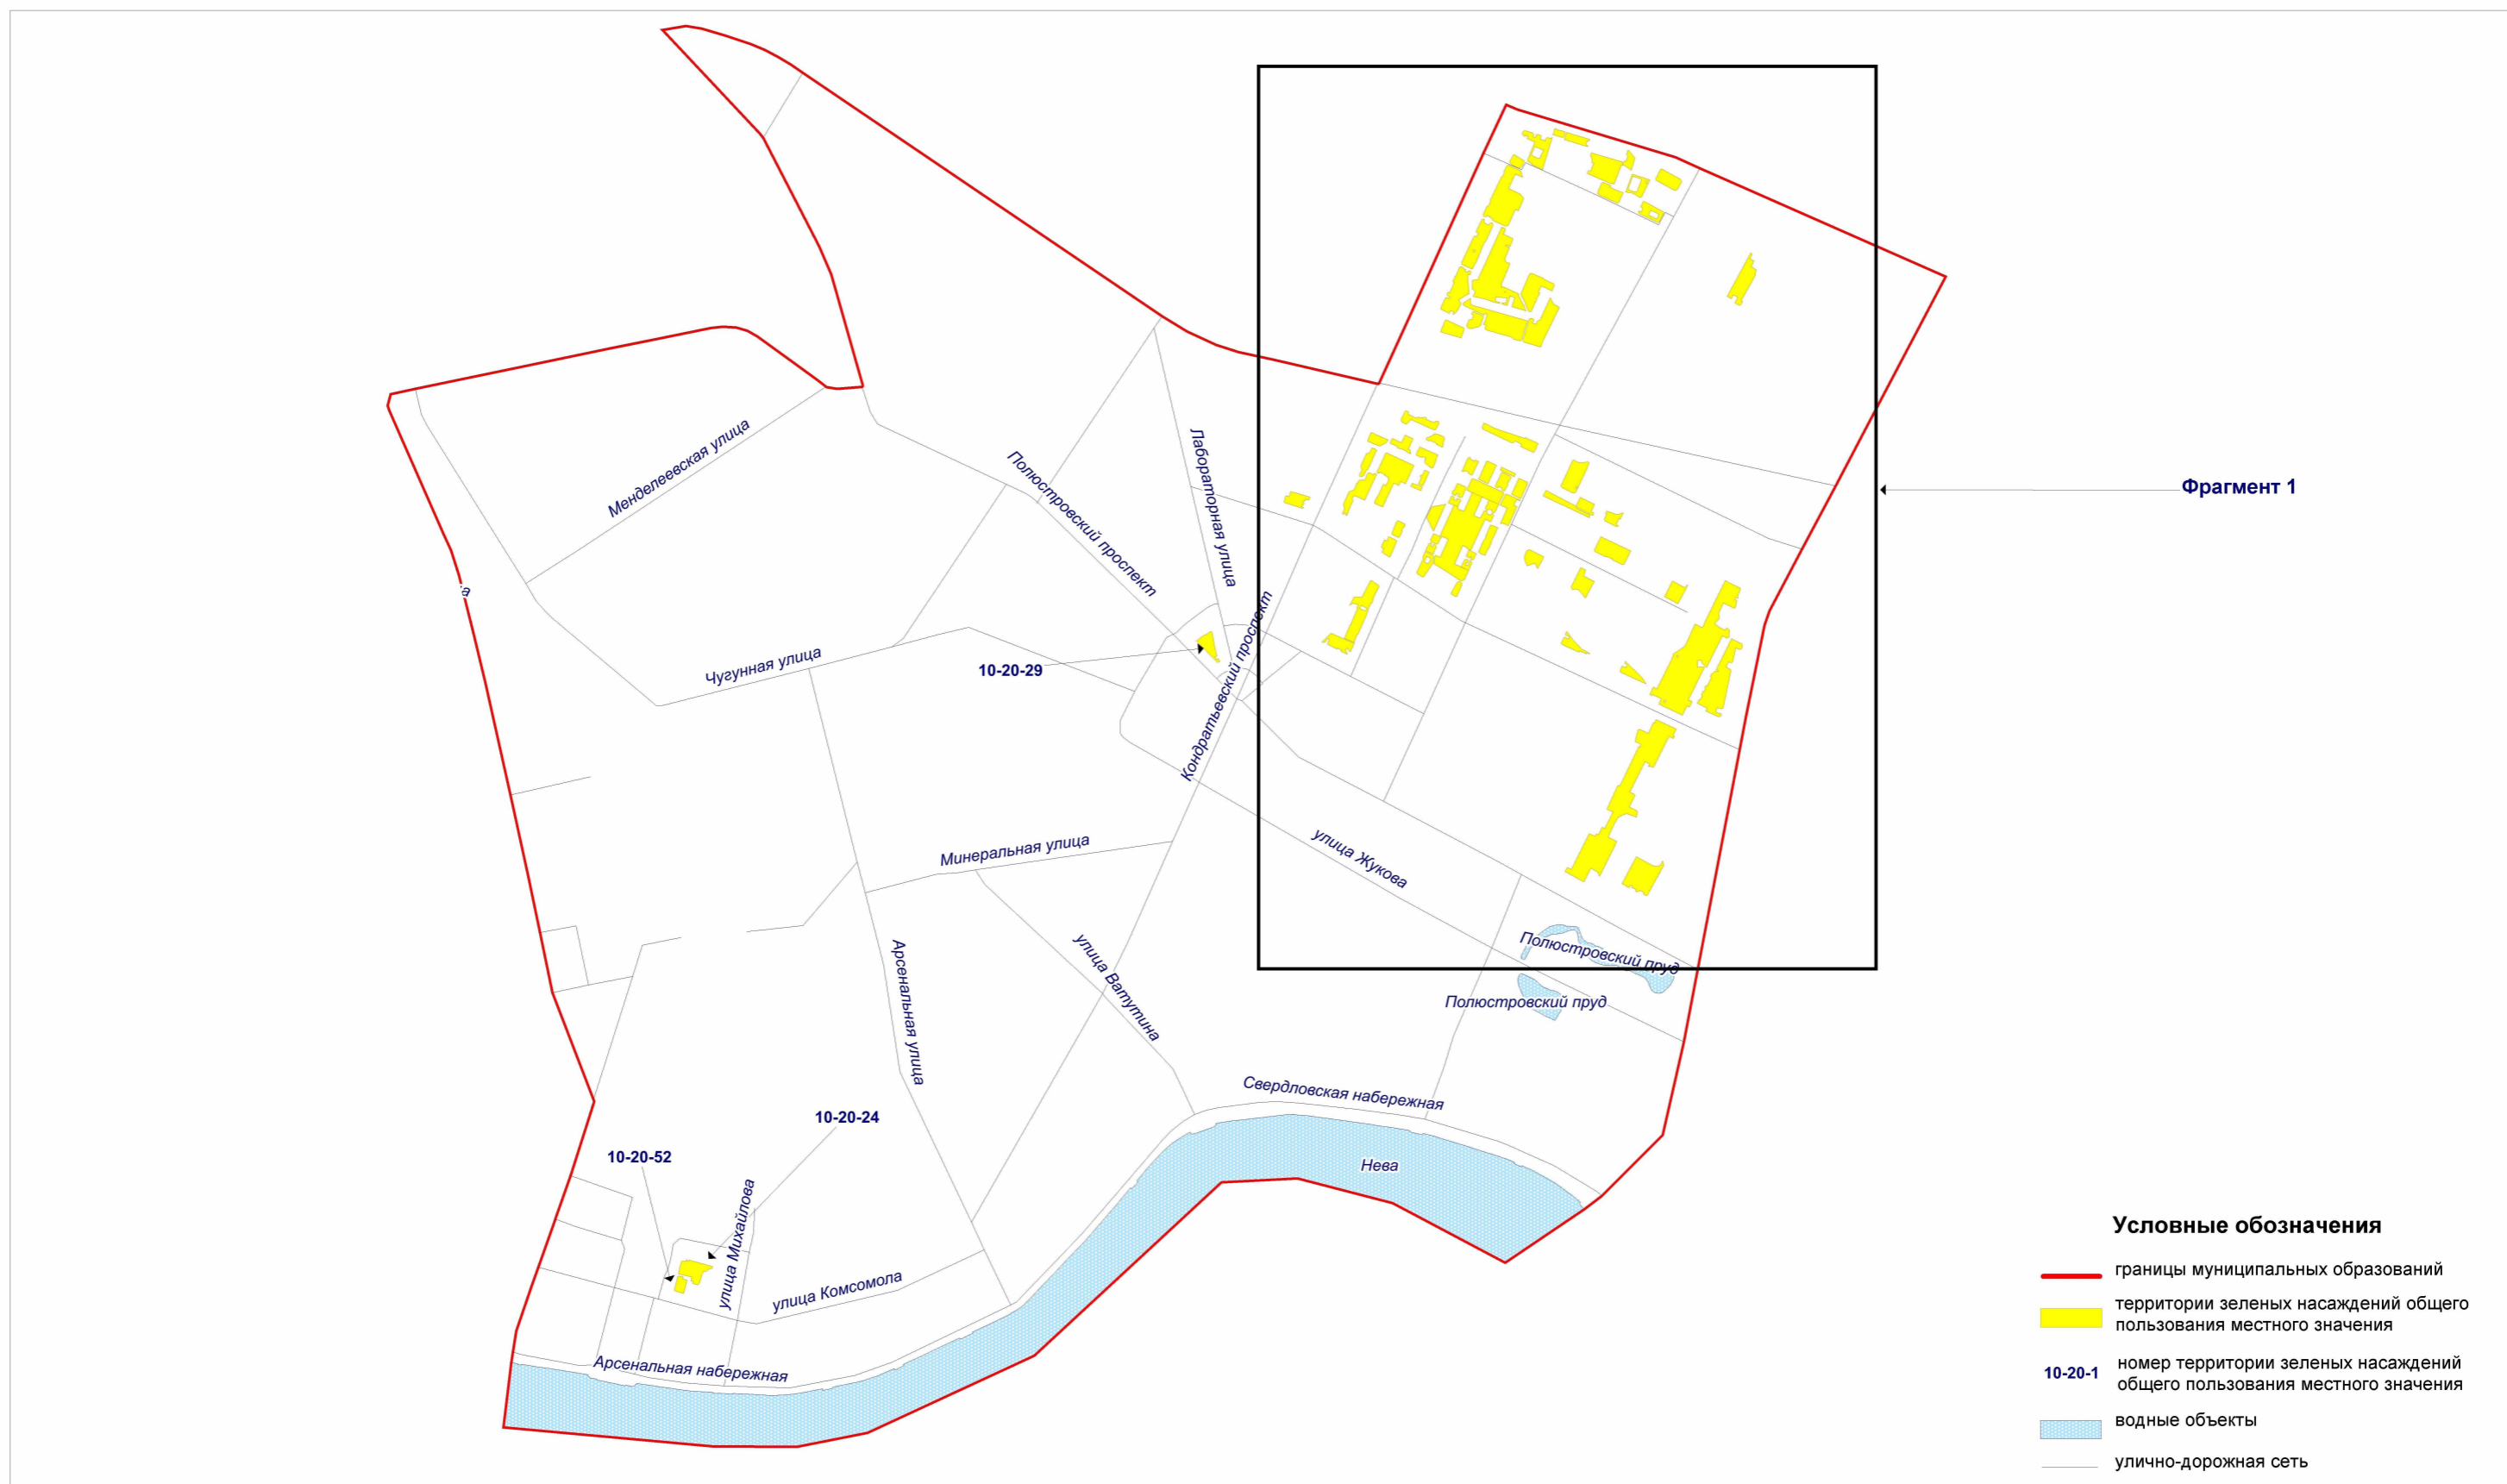 Фрагмент 1
Менделеевская улица
Полюстровский проспект
Лабораторная улица
Чугунная улица
10-20-29
Кондратьевский проспект
Минеральная улица
улица Жукова
Арсенальная улица
улица Ватутина
Полюстровский пруд
Полюстровский пруд
Свердловская набережная
10-20-24
10-20-52
Нева
улица Михайлова
улица Комсомола
Арсенальная набережная
Условные обозначения
границы муниципальных образований
территории зеленых насаждений общего
пользования местного значения
10-20-1
номер территории зеленых насаждений
общего пользования местного значения
водные объекты
улично-дорожная сеть